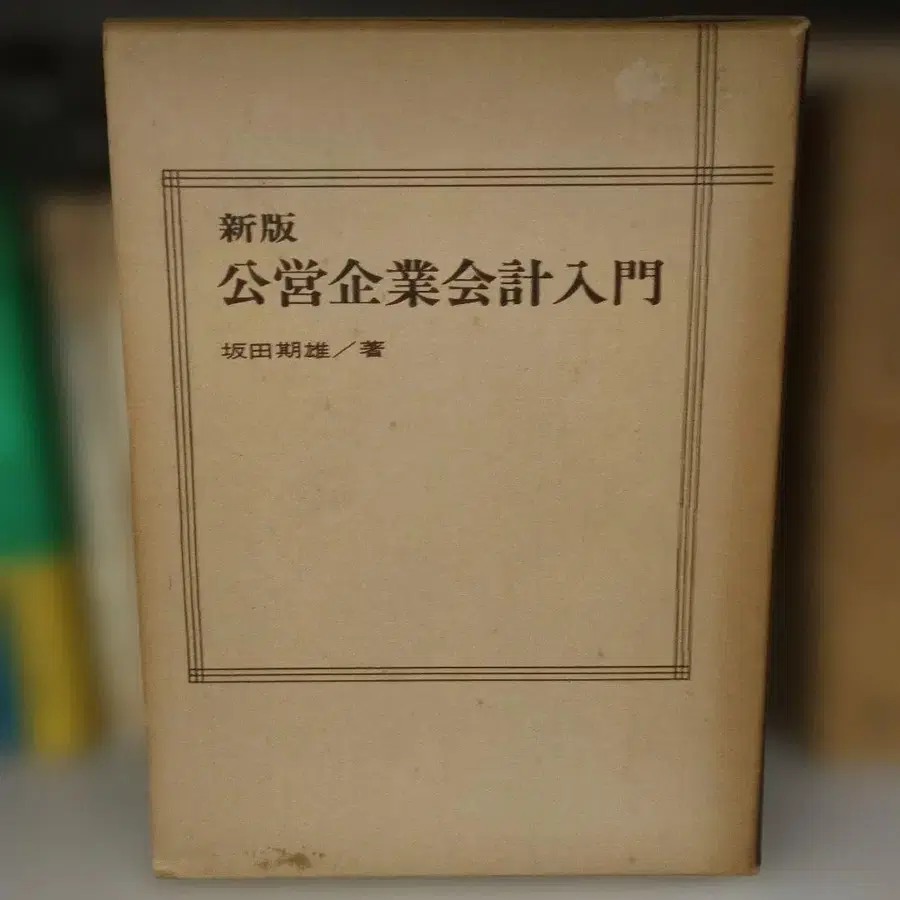 新版
公営企業会計入門
坂田期雄／著